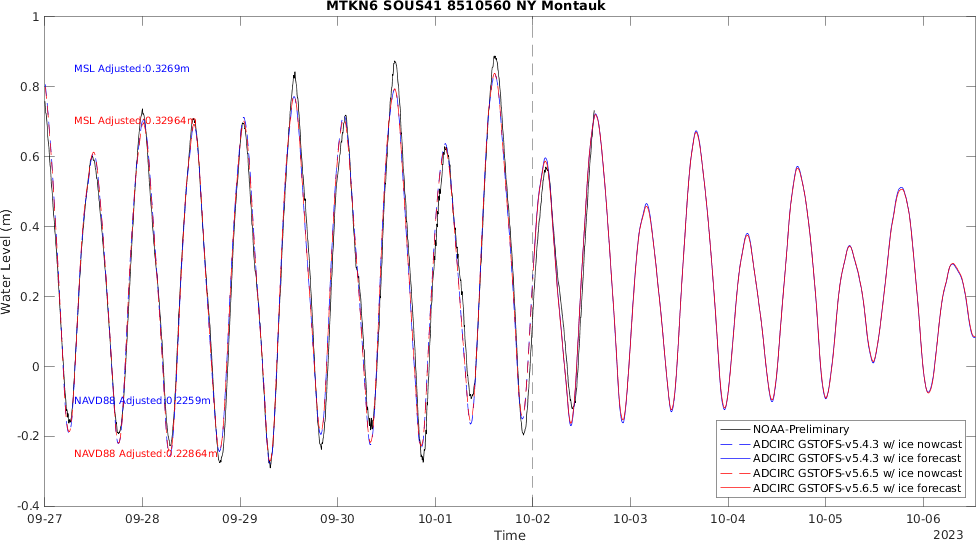 MTKN6 SOUS41 8510560 NY Montauk
1
0.8
0.6
0.4
0.2
0
-0.2
-0.4
Water Level (m)
MSL Adjusted:0.3269m
MSL Adjusted:0.32964m
NAVD88 Adjusted:0.2259m
NAVD88 Adjusted:0.22864m
NOAA-Preliminary
ADCIRC GSTOFS-v5.4.3 w/ ice nowcast
ADCIRC GSTOFS-v5.4.3 w/ ice forecast
ADCIRC GSTOFS-v5.6.5 w/ ice nowcast
ADCIRC GSTOFS-v5.6.5 w/ ice forecast
09-27 09-28 09-29 09-30 10-01 10-02 10-03 10-04 10-05 10-06
Time
2023